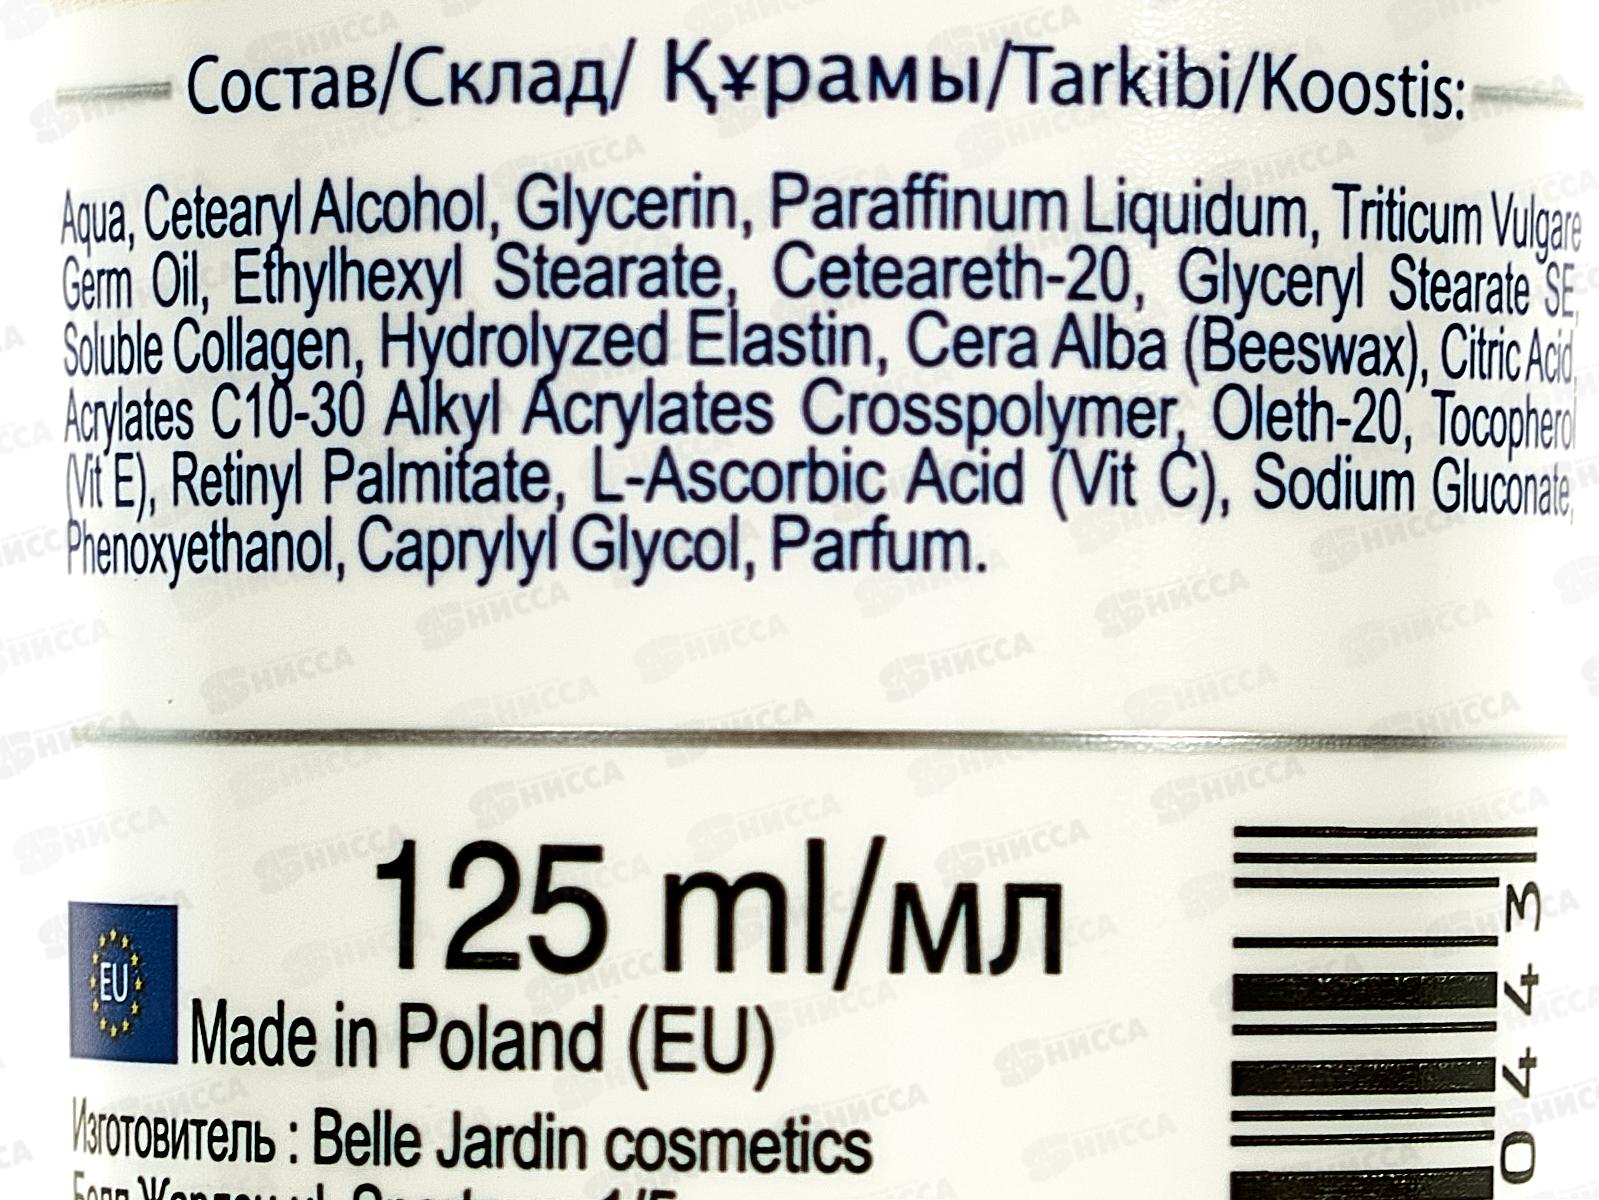 Состав/Склад/ Құрамы/Tarkibi/Koostis:
Aqua, Cetearyl Alcohol, Glycerin, Paraffinum Liquidum, Triticum Vulgare
Germ Oil, Ethylhexyl Stearate, Ceteareth-20, Glyceryl Stearate SE,
Soluble Collagen, Hydrolyzed Elastin, Cera Alba (Beeswax), Citric Acid,
Acrylates C10-30 Alkyl Acrylates Crosspolymer, Oleth-20, Tocopherol
(Vit E), Retinyl Palmitate, L-Ascorbic Acid (Vit C), Sodium Gluconate,
Phenoxyethanol, Caprylyl Glycol, Parfum.
125 ml/мл
EU
Made in Poland (EU)
Изготовитель : Belle Jardin cosmetics
0443